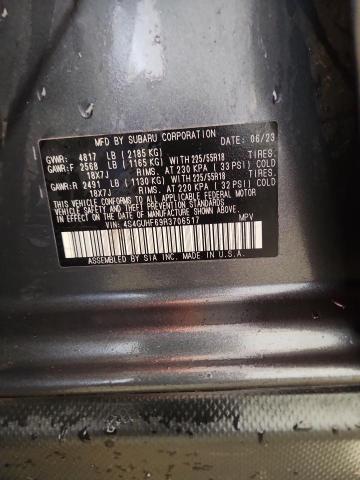 MFD BY SUBARU CORPORATION DATE: 06/23
GVWR: 4817 LB (2185 KG)
GAWR:F 2568 LB (1165 KG) WITH 225/55R18 TIRES.
18X7J RIMS. AT 230 KPA ( 33 PSI) COLD
GAWR:R 2491 LB (1130 KG) WITH 225/55R18 TIRES.
18X7J RIMS. AT 220 KPA ( 32 PSI) COLD
THIS VEHICLE CONFORMS TO ALL APPLICABLE FEDERAL MOTOR
VEHICLE SAFETY AND THEFT PREVENTION STANDARDS IN EFFECT
ON THE DATE OF MANUFACTURE SHOWN ABOVE.
VIN: 4S4GUHF69R3706517 MPV
ASSEMBLED BY SIA INC. MADE IN U.S.A.